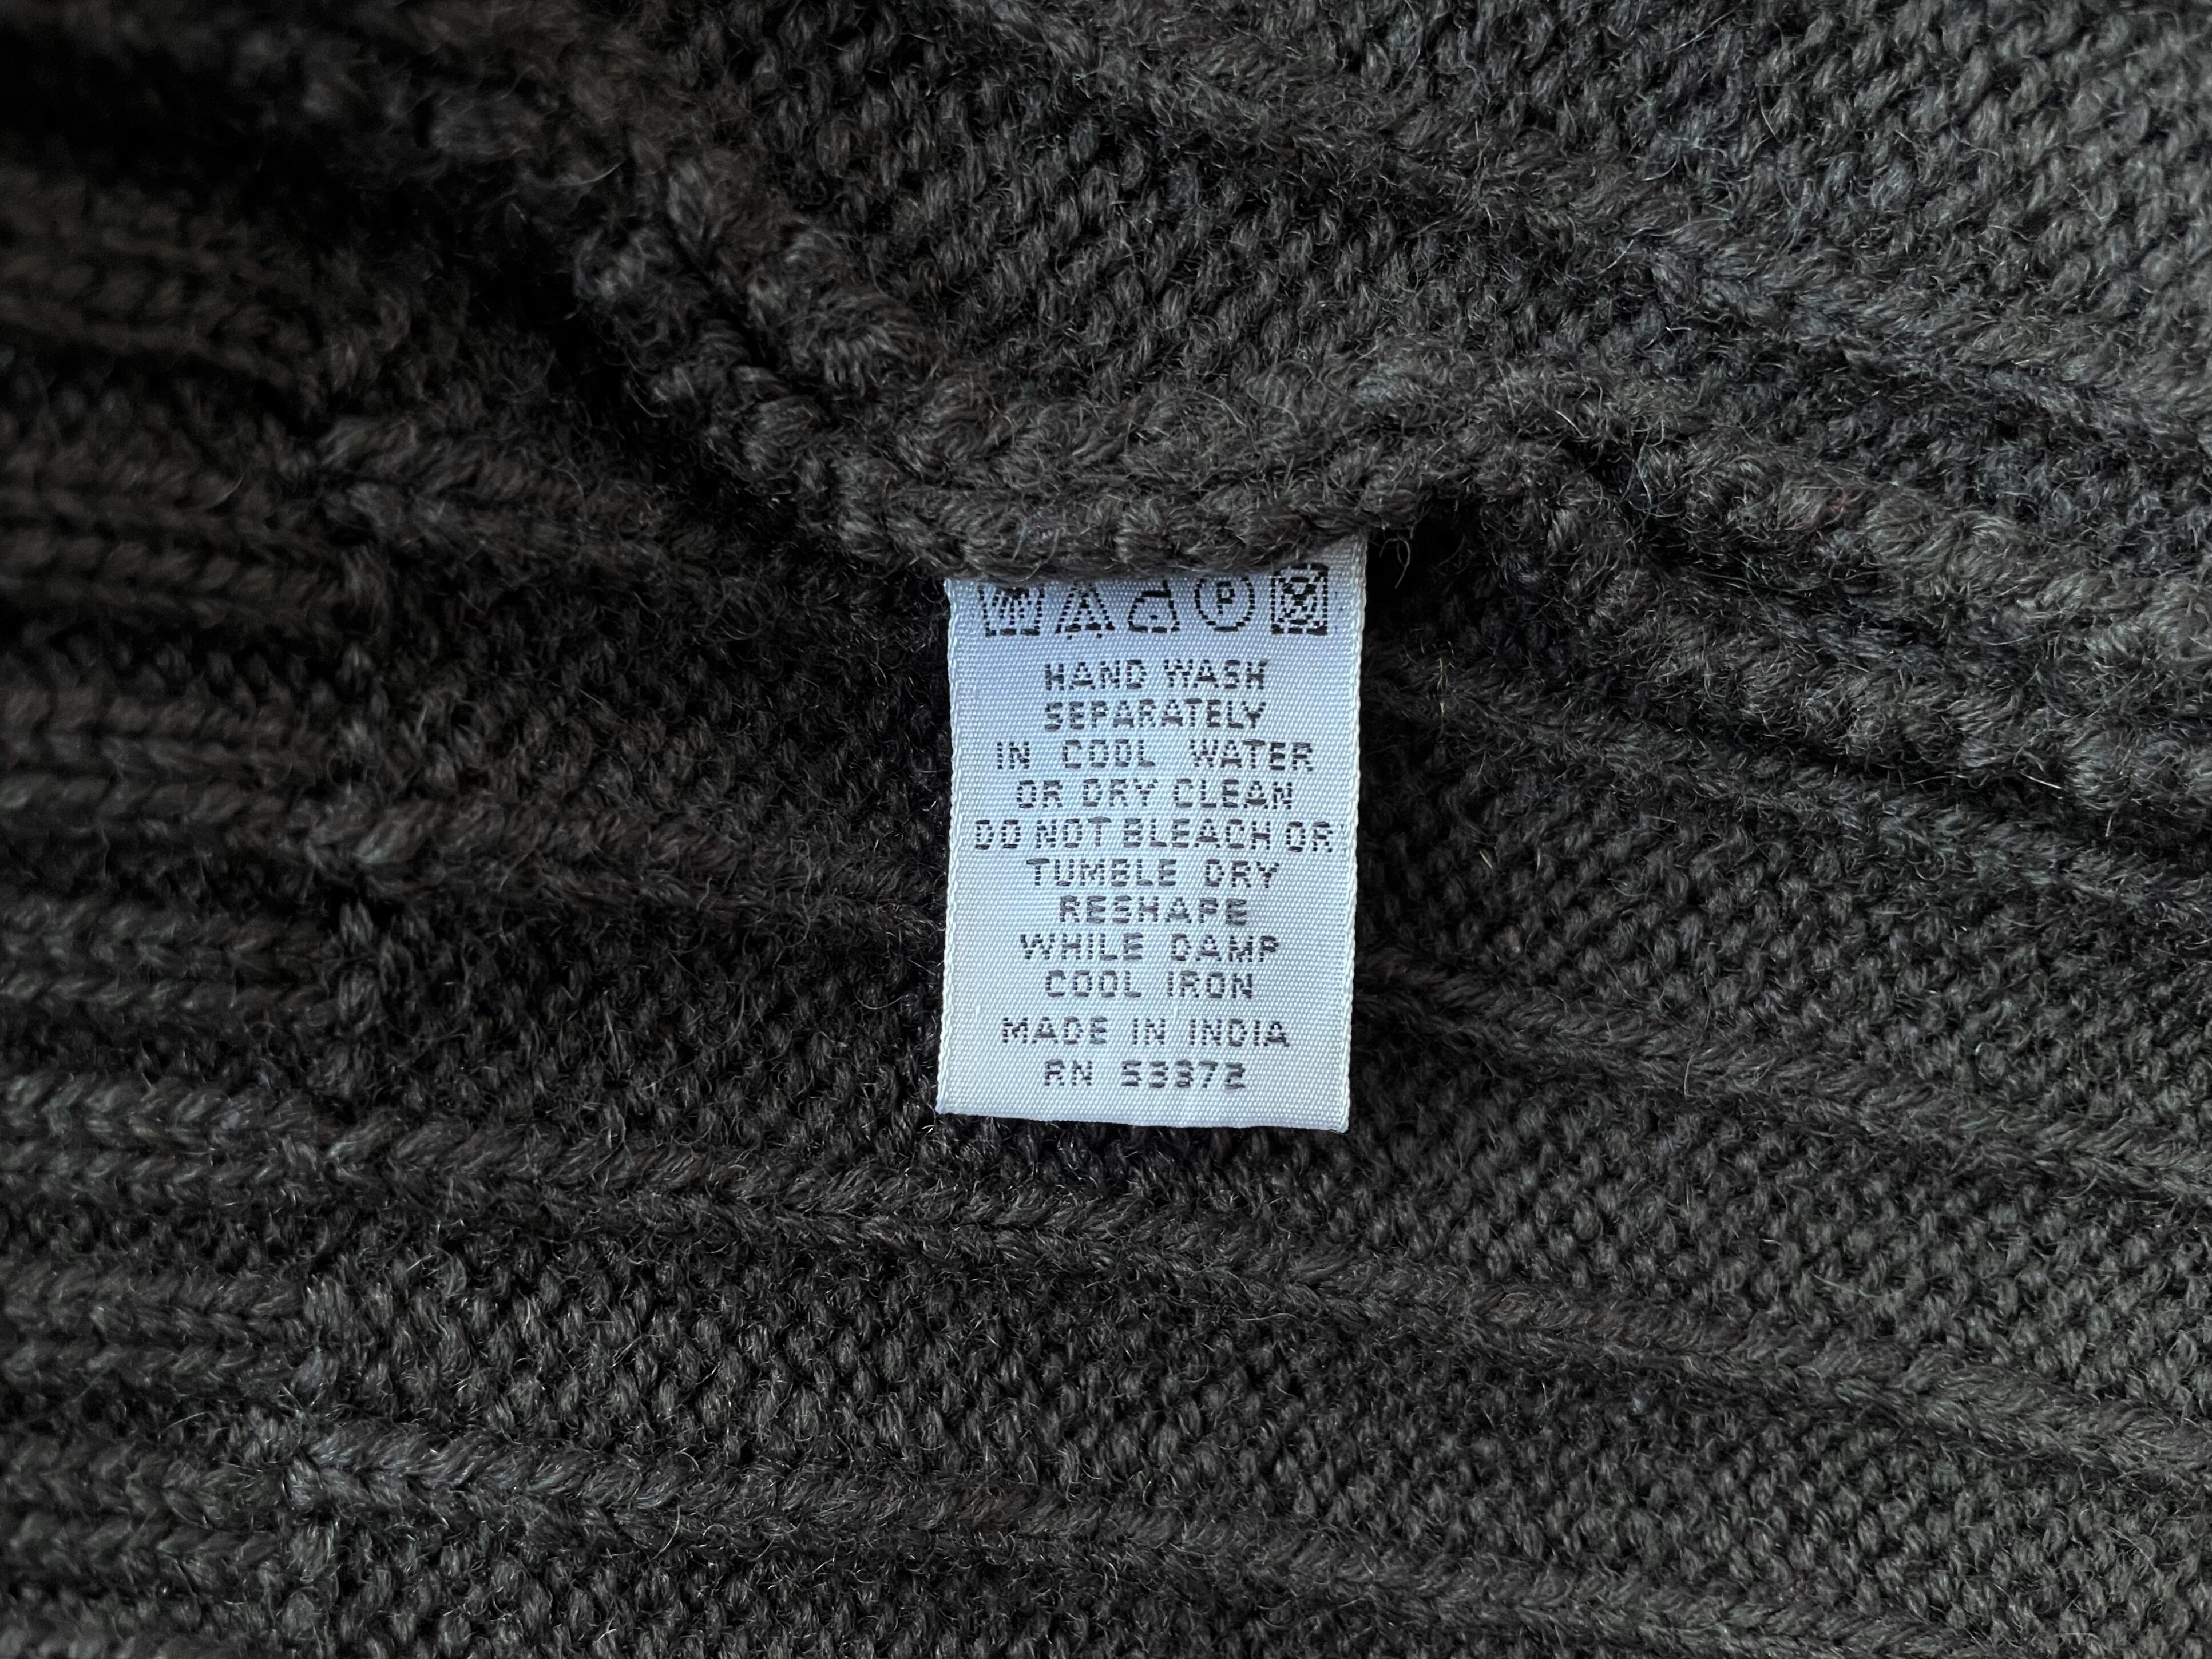 P
HAND WASH
SEPARATELY
IN COOL WATER
OR DRY CLEAN
DO NOT BLEACH OR
TUMBLE DRY
RESHAPE
WHILE DAMP
COOL IRON
MADE IN INDIA
RN 53372